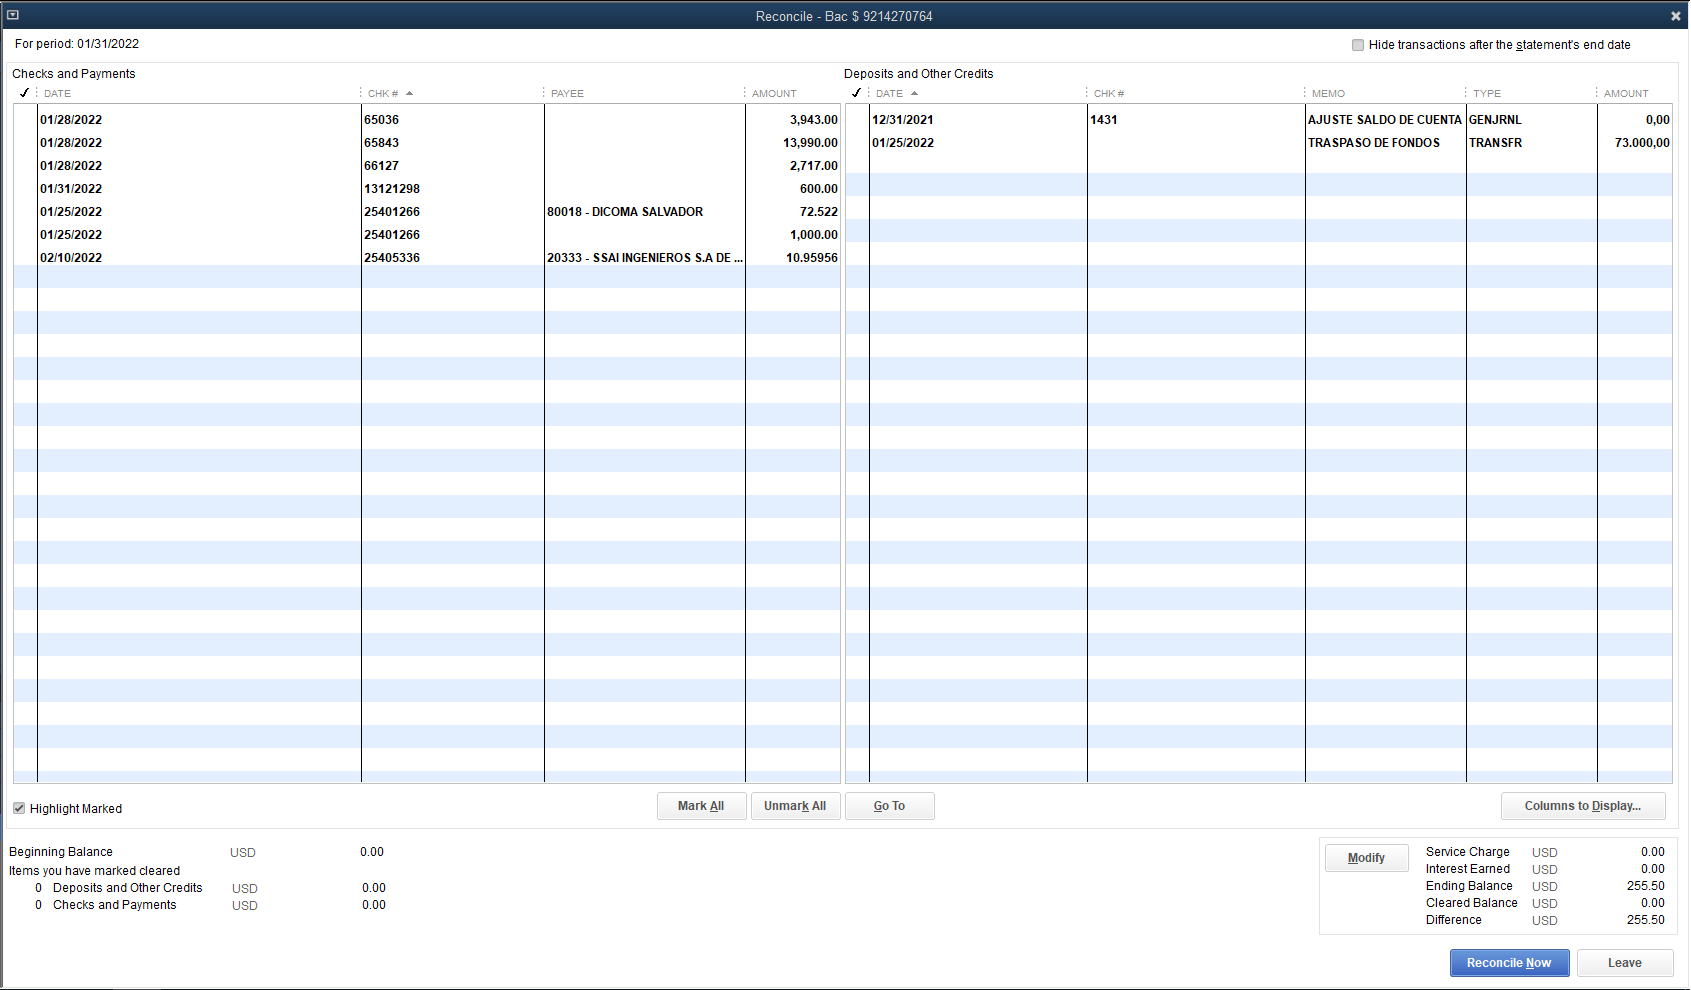 Reconcile - Bac $ 9214270764
For period: 01/31/2022
Hide transactions after the statement's end date
Checks and Payments
DATE CHK # PAYEE AMOUNT
01/28/2022 65036 3,943.00
01/28/2022 65843 13,990.00
01/28/2022 66127 2,717.00
01/31/2022 13121298 600.00
01/25/2022 25401266 80018 - DICOMA SALVADOR 72.522
01/25/2022 25401266 1,000.00
02/10/2022 25405336 20333 - SSAI INGENIEROS S.A DE ... 10.95956
Deposits and Other Credits
DATE CHK # MEMO TYPE AMOUNT
12/31/2021 1431 AJUSTE SALDO DE CUENTA GENJRNL 0,00
01/25/2022 TRASPASO DE FONDOS TRANSFR 73.000,00
Highlight Marked
Mark All
Unmark All
Go To
Columns to Display...
Beginning Balance USD 0.00
Items you have marked cleared
0 Deposits and Other Credits USD 0.00
0 Checks and Payments USD 0.00
Modify
Service Charge USD 0.00
Interest Earned USD 0.00
Ending Balance USD 255.50
Cleared Balance USD 0.00
Difference USD 255.50
Reconcile Now
Leave